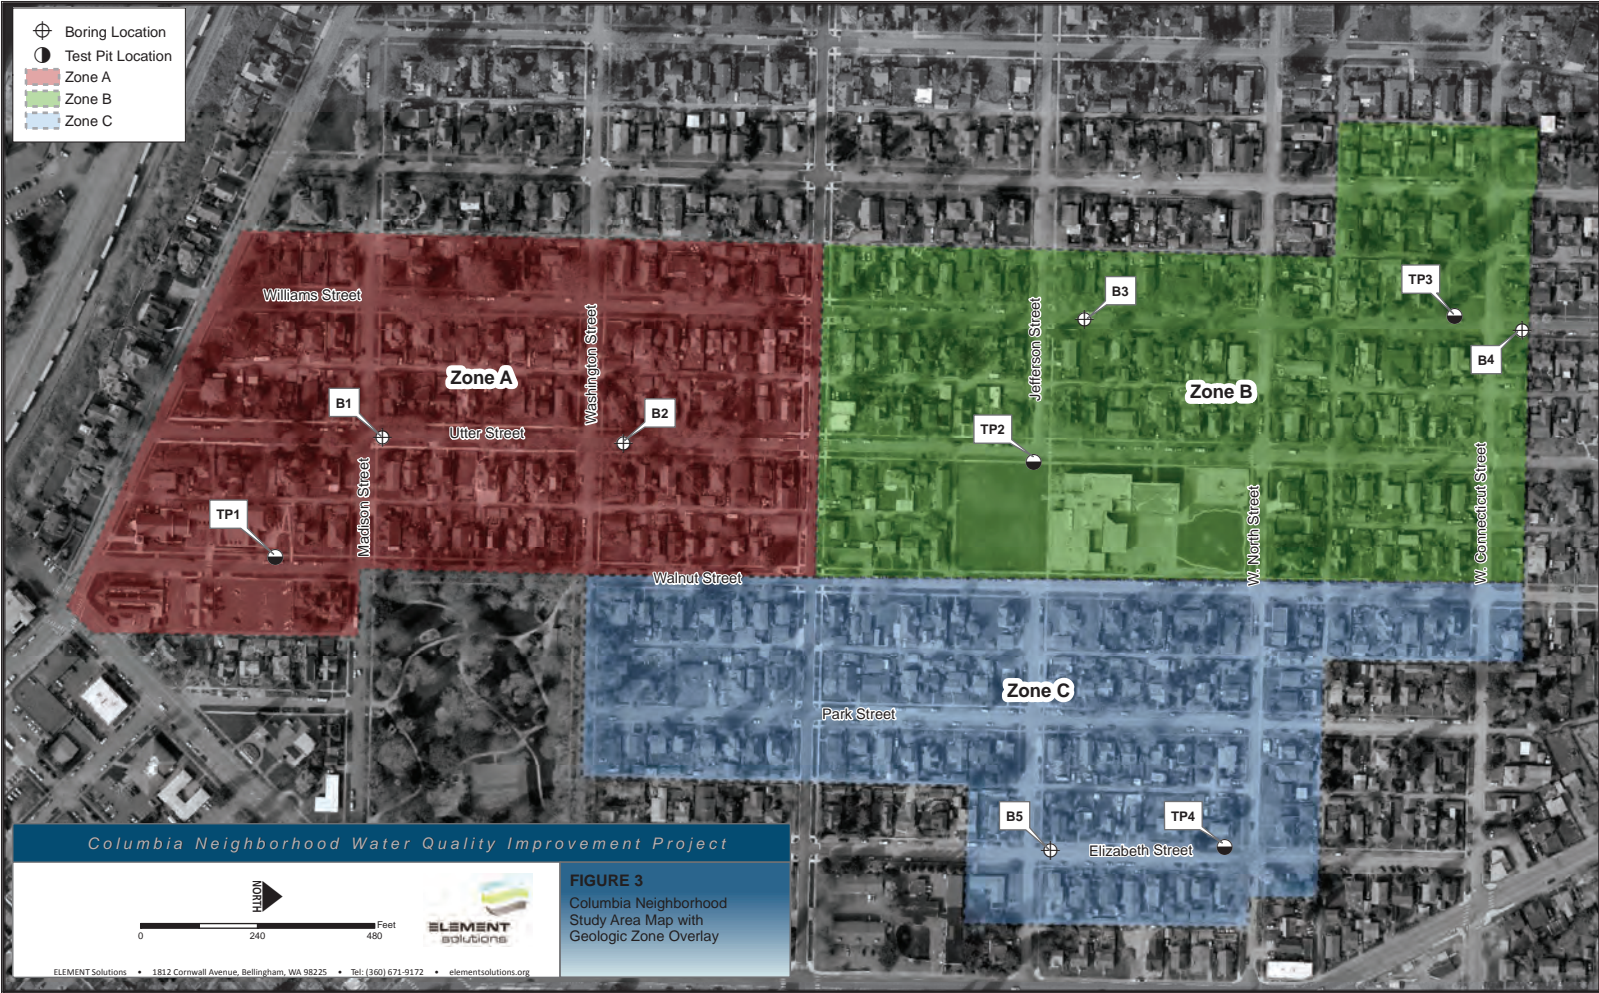 Boring Location
Test Pit Location
Zone A
Zone B
Zone C
Williams Street
Zone A
Washington Street
B1
Utter Street
B2
Madison Street
TP1
Walnut Street
B3
TP3
B4
Jefferson Street
Zone B
TP2
W. North Street
W. Connecticut Street
Zone C
Park Street
B5
TP4
Elizabeth Street
Columbia Neighborhood Water Quality Improvement Project
NORTH
Feet
0 240 480
ELEMENT
solutions
FIGURE 3
Columbia Neighborhood
Study Area Map with
Geologic Zone Overlay
ELEMENT Solutions • 1812 Cornwall Avenue, Bellingham, WA 98225 • Tel: (360) 671-9172 • elementsolutions.org